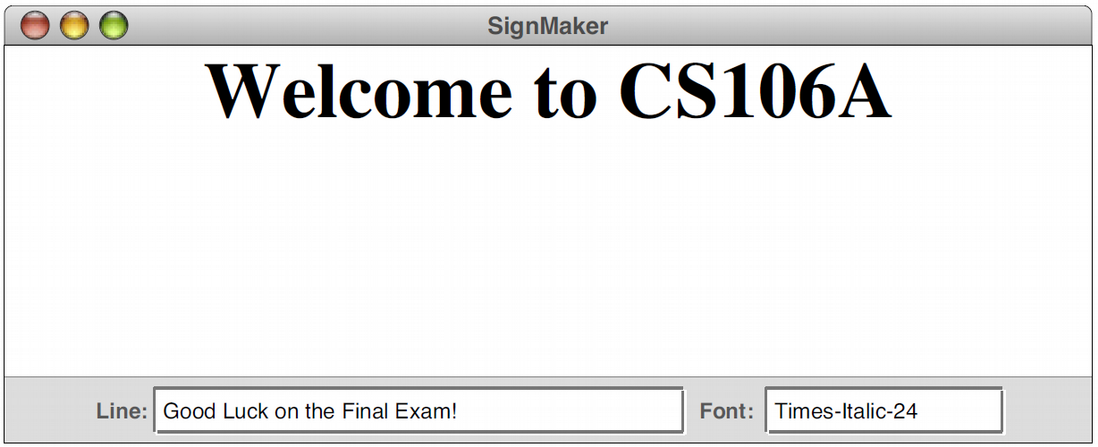 SignMaker
Welcome to CS106A
Line: Good Luck on the Final Exam! Font: Times-Italic-24